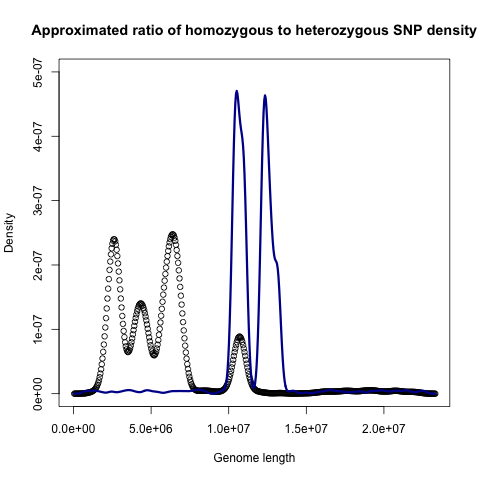 Approximated ratio of homozygous to heterozygous SNP density
5e-07
4e-07
3e-07
2e-07
1e-07
0e+00
Density
0.0e+00 5.0e+06 1.0e+07 1.5e+07 2.0e+07
Genome length